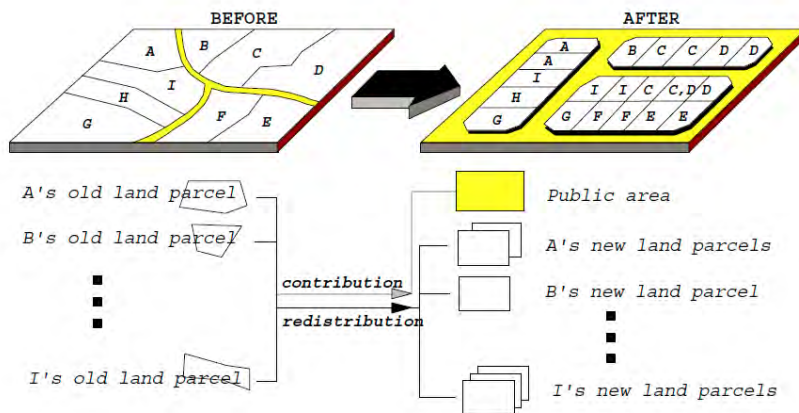 BEFORE
AFTER
A
B
C
D
I
H
G
F
E
A
A
I
H
G
B C C D D
I I C C,D D
G F F E E
A's old land parcel
B's old land parcel
I's old land parcel
contribution
redistribution
Public area
A's new land parcels
B's new land parcel
I's new land parcels